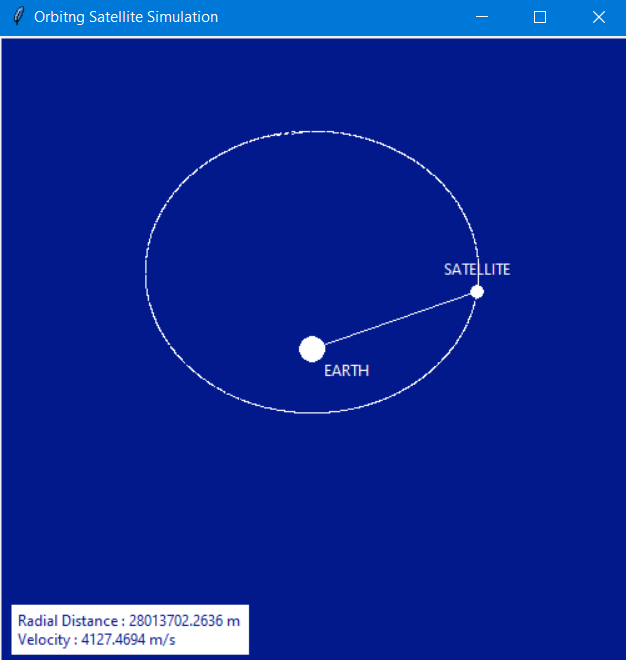 Orbitng Satellite Simulation
SATELLITE
EARTH
Radial Distance : 28013702.2636 m
Velocity : 4127.4694 m/s